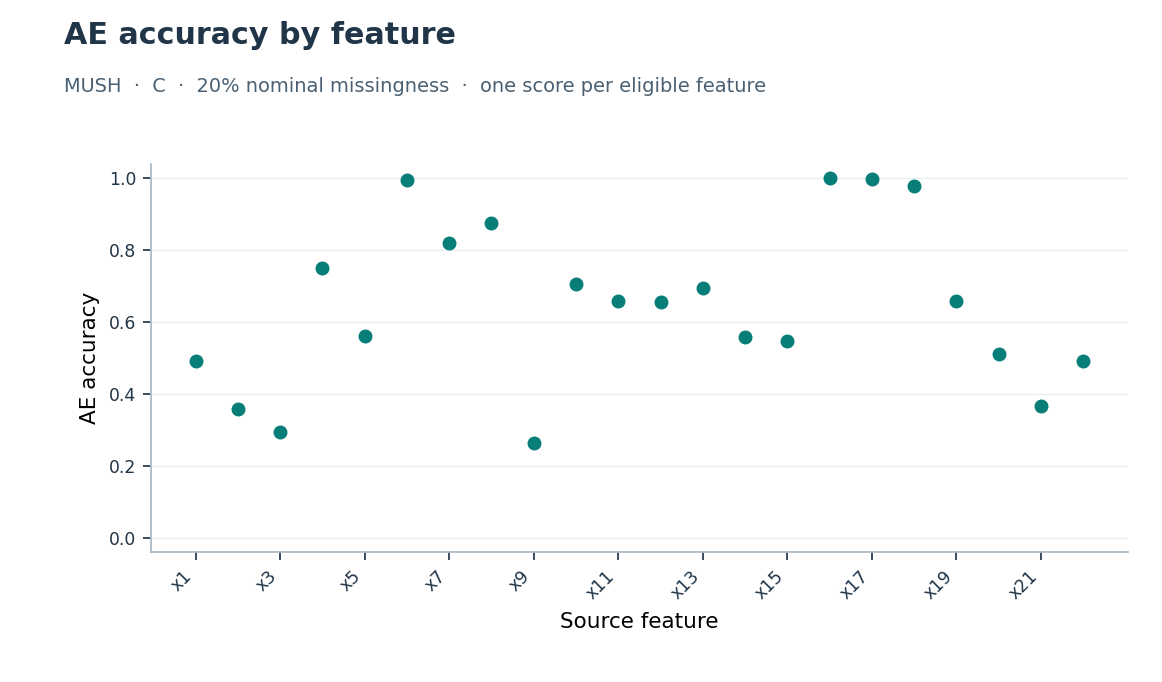 AE accuracy by feature
MUSH · C · 20% nominal missingness · one score per eligible feature
AE accuracy
1.0
0.8
0.6
0.4
0.2
0.0
x1 x3 x5 x7 x9 x11 x13 x15 x17 x19 x21
Source feature